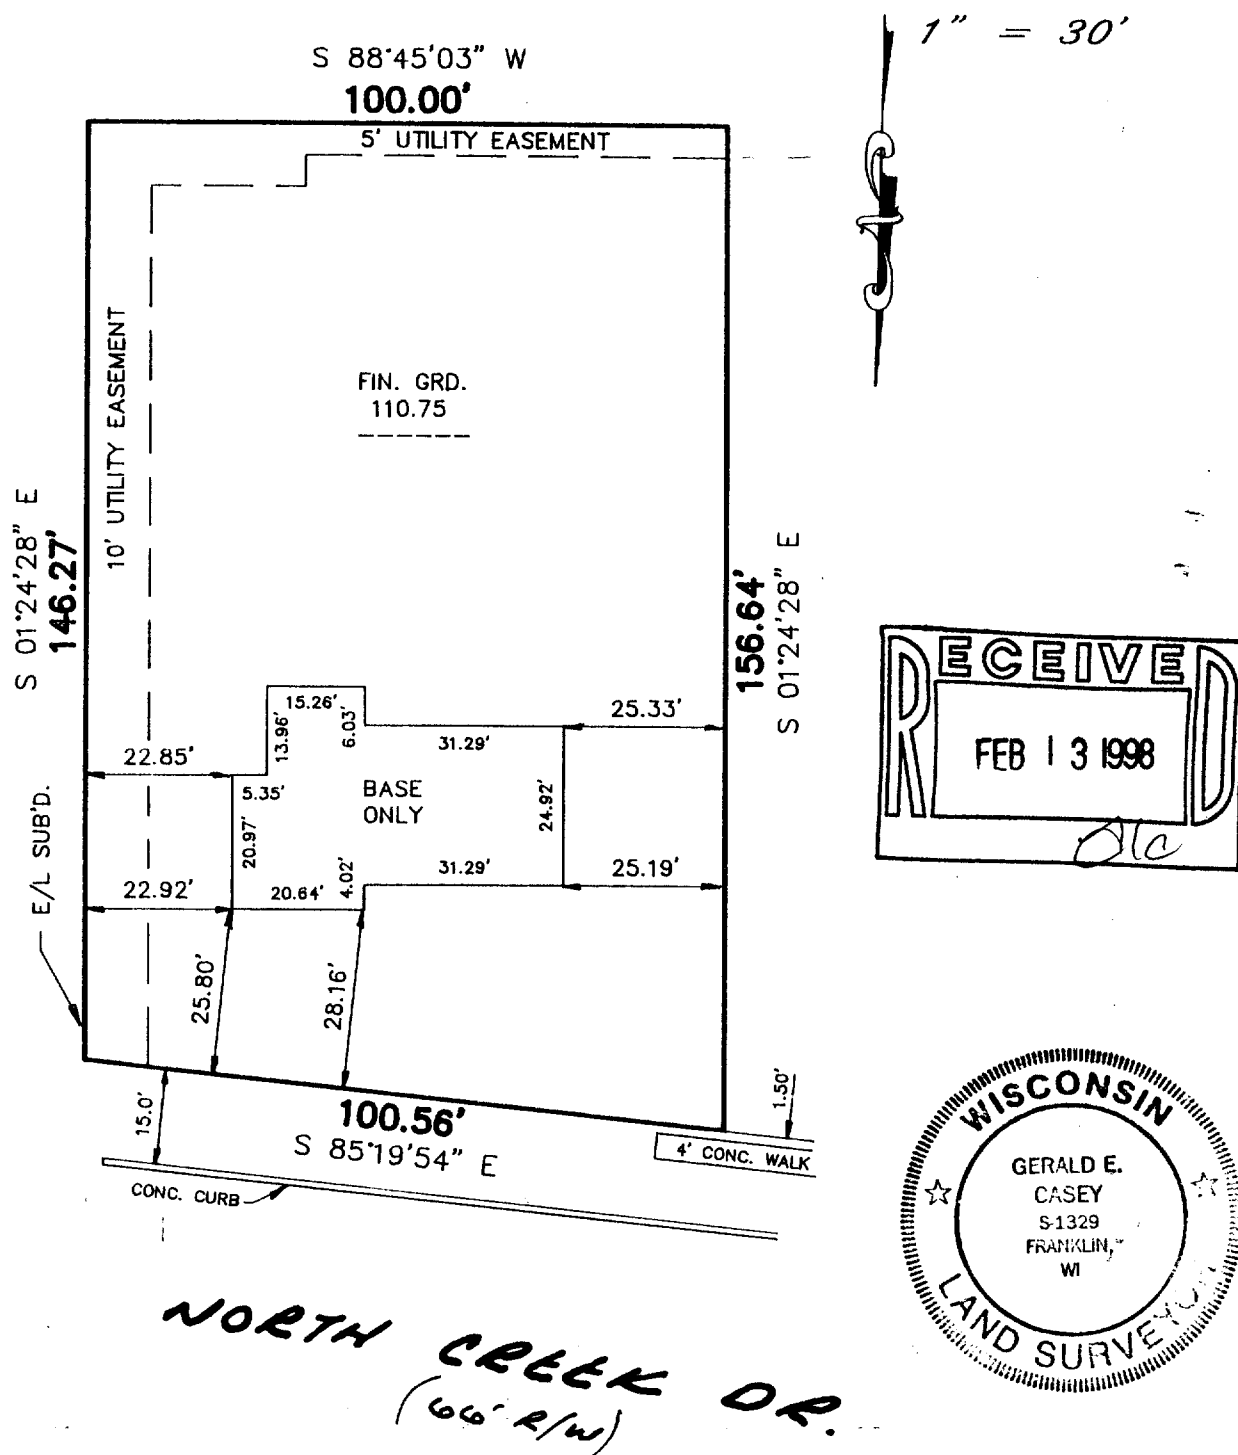 1" = 30'
S 88°45'03" W
100.00'
5' UTILITY EASEMENT
10' UTILITY EASEMENT
FIN. GRD.
110.75
S 01°24'28" E
146.27'
156.64'
S 01°24'28" E
RECEIVED
FEB 13 1998
15.26'
13.96'
6.03'
25.33'
31.29'
22.85'
5.35'
BASE
ONLY
24.92'
20.97'
E/L SUB'D.
22.92'
20.64'
4.02'
31.29'
25.19'
25.80'
28.16'
15.0'
100.56'
S 85°19'54" E
1.50'
4' CONC. WALK
CONC. CURB
WISCONSIN
GERALD E.
CASEY
S-1329
FRANKLIN,
WI
LAND SURVEYOR
NORTH CREEK DR.
(66' R/W)